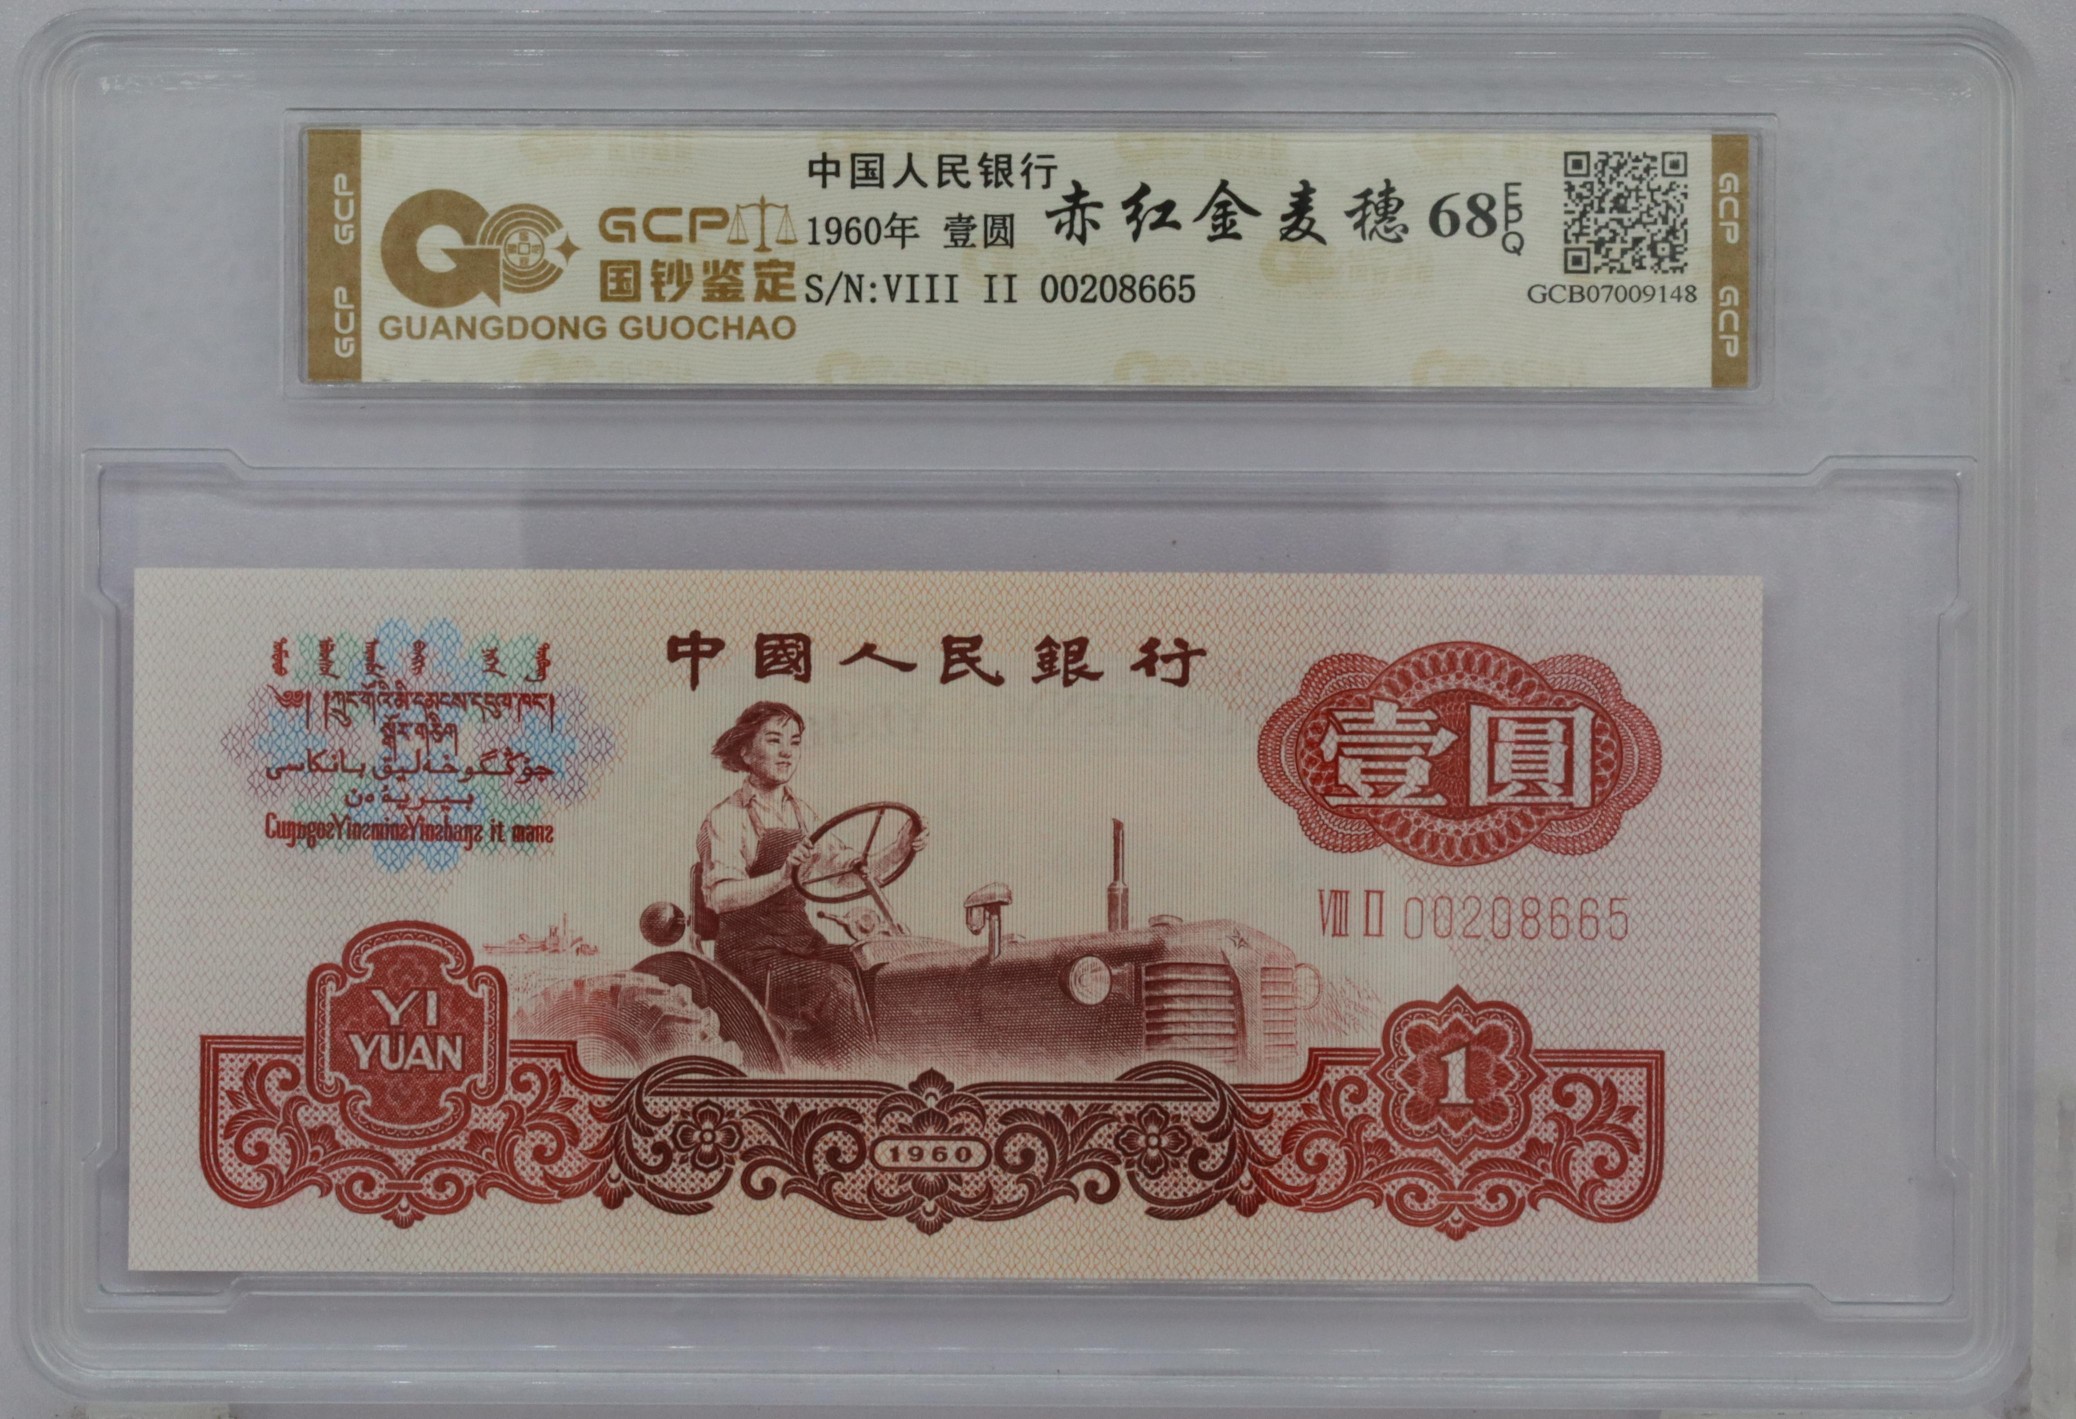 GCP GCP
中国人民银行
GCP
国钞鉴定
GUANGDONG GUOCHAO
1960年 壹圆
赤红金麦穗 68 EPQ
S/N:VIII II 00208665
GCB07009148
GCP GCP
中國人民銀行
壹圓
VIII II 00208665
YI
YUAN
1960
1